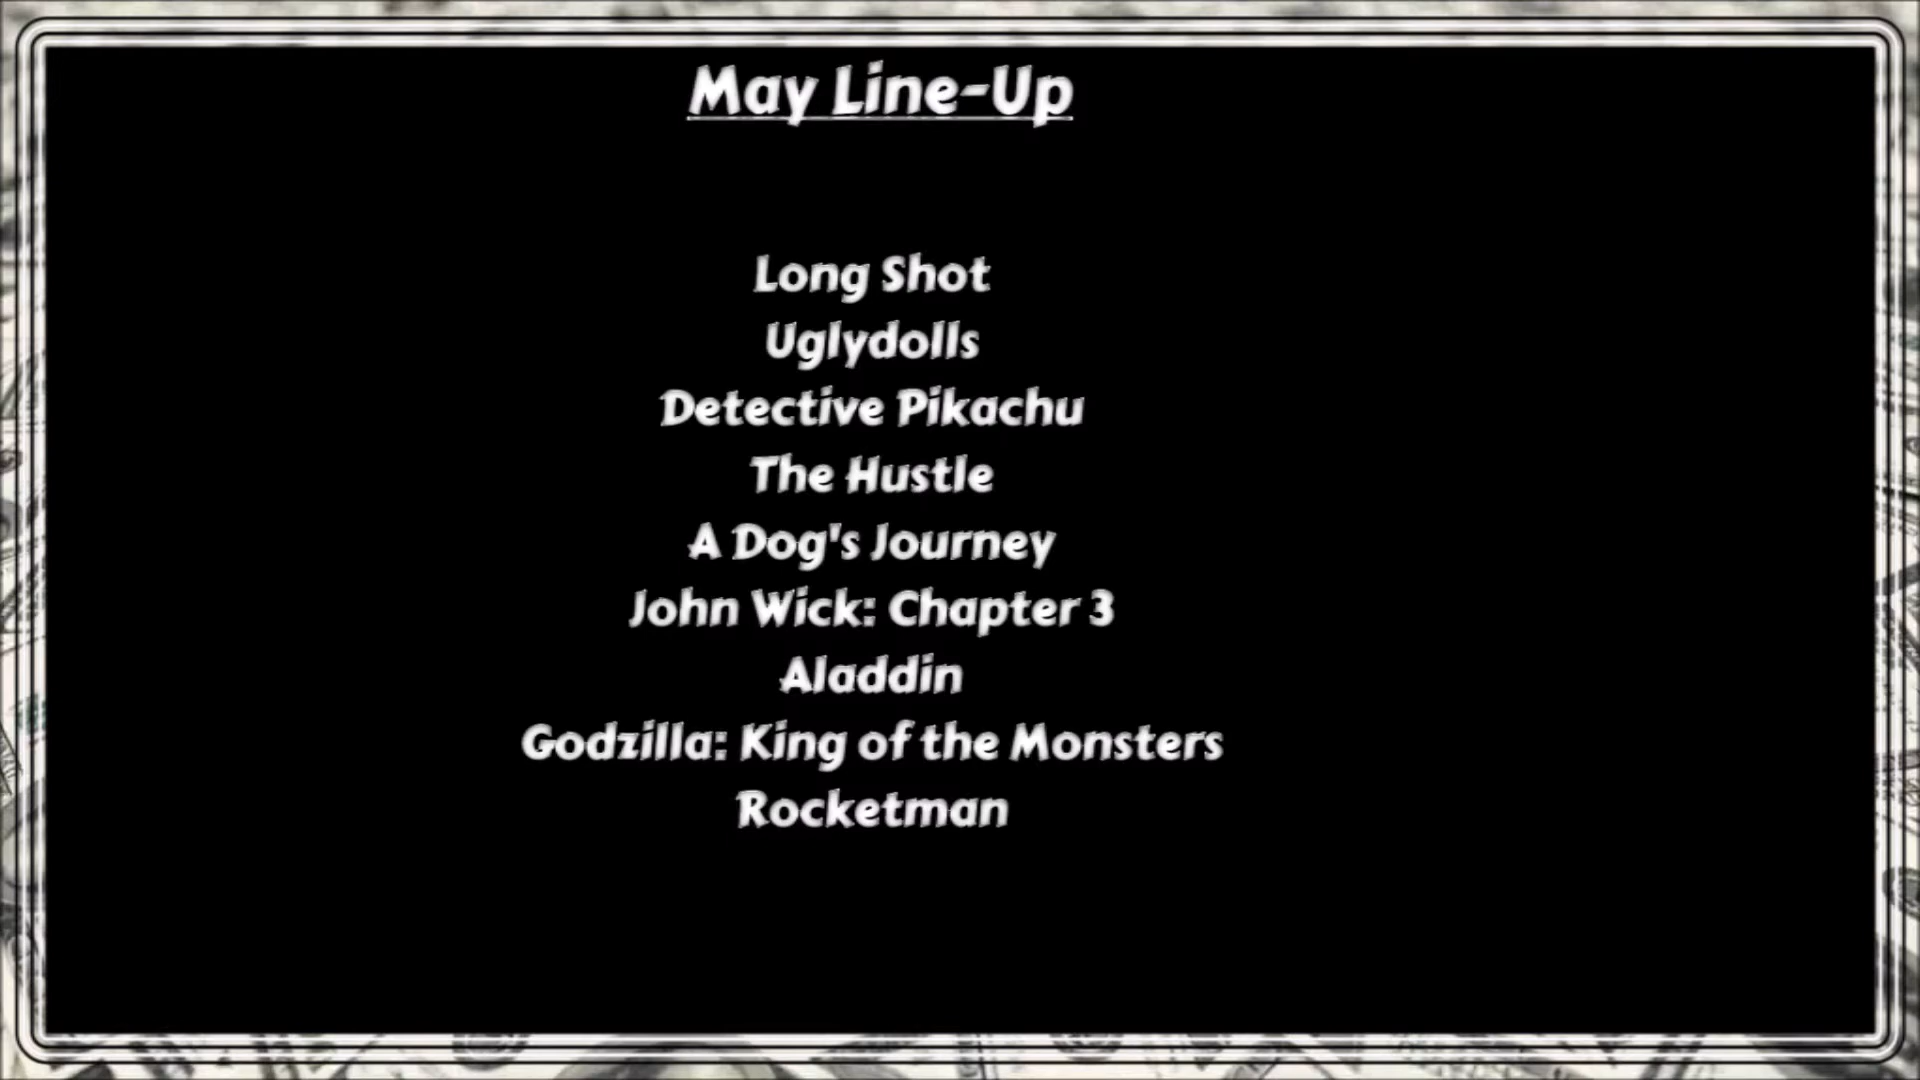 May Line-Up
Long Shot
Uglydolls
Detective Pikachu
The Hustle
A Dog's Journey
John Wick: Chapter 3
Aladdin
Godzilla: King of the Monsters
Rocketman